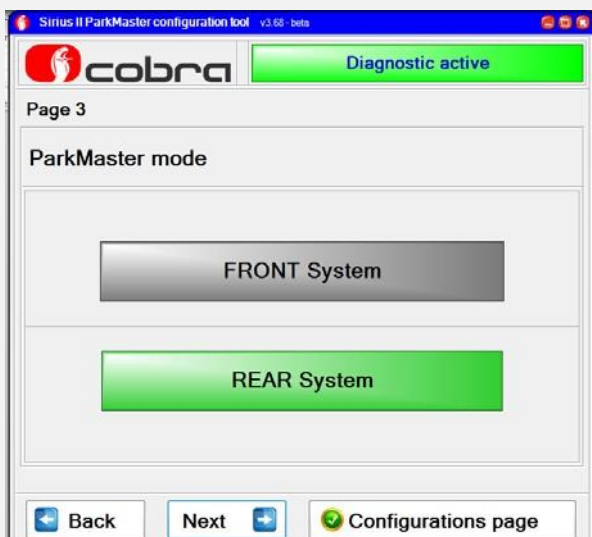 Sirius II ParkMaster configuration tool v3.68 - beta
cobra
Diagnostic active
Page 3
ParkMaster mode
FRONT System
REAR System
Back
Next
Configurations page